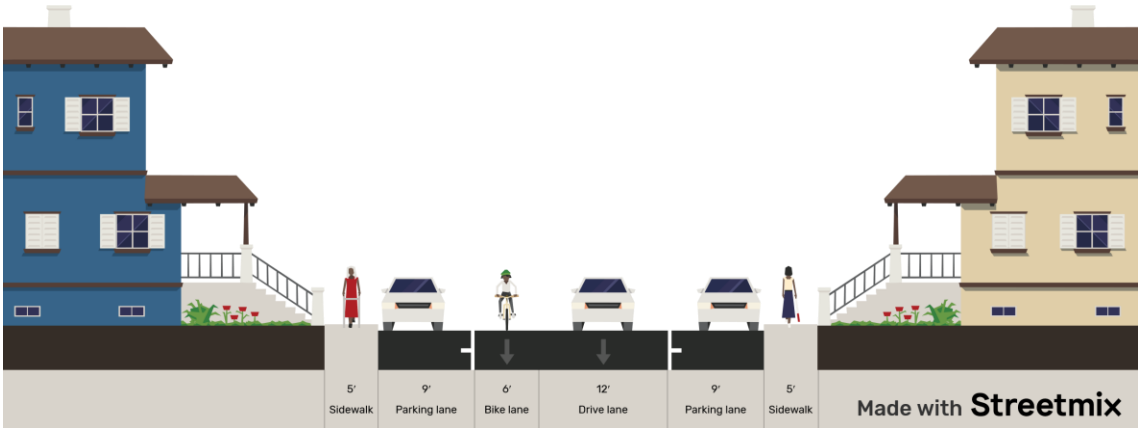 5′ 9′ 6′ 12′ 9′ 5′
Sidewalk Parking lane Bike lane Drive lane Parking lane Sidewalk
Made with Streetmix